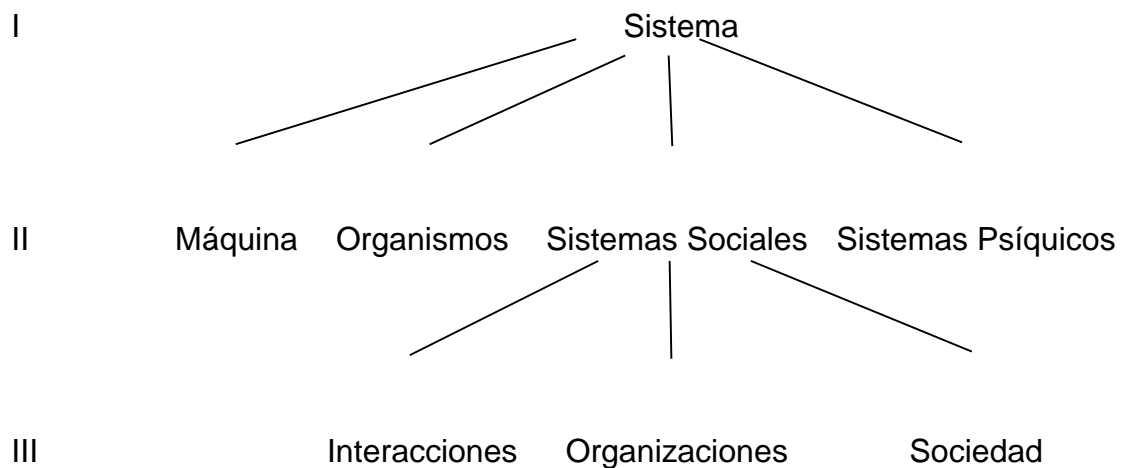 I Sistema
II Máquina Organismos Sistemas Sociales Sistemas Psíquicos
III Interacciones Organizaciones Sociedad